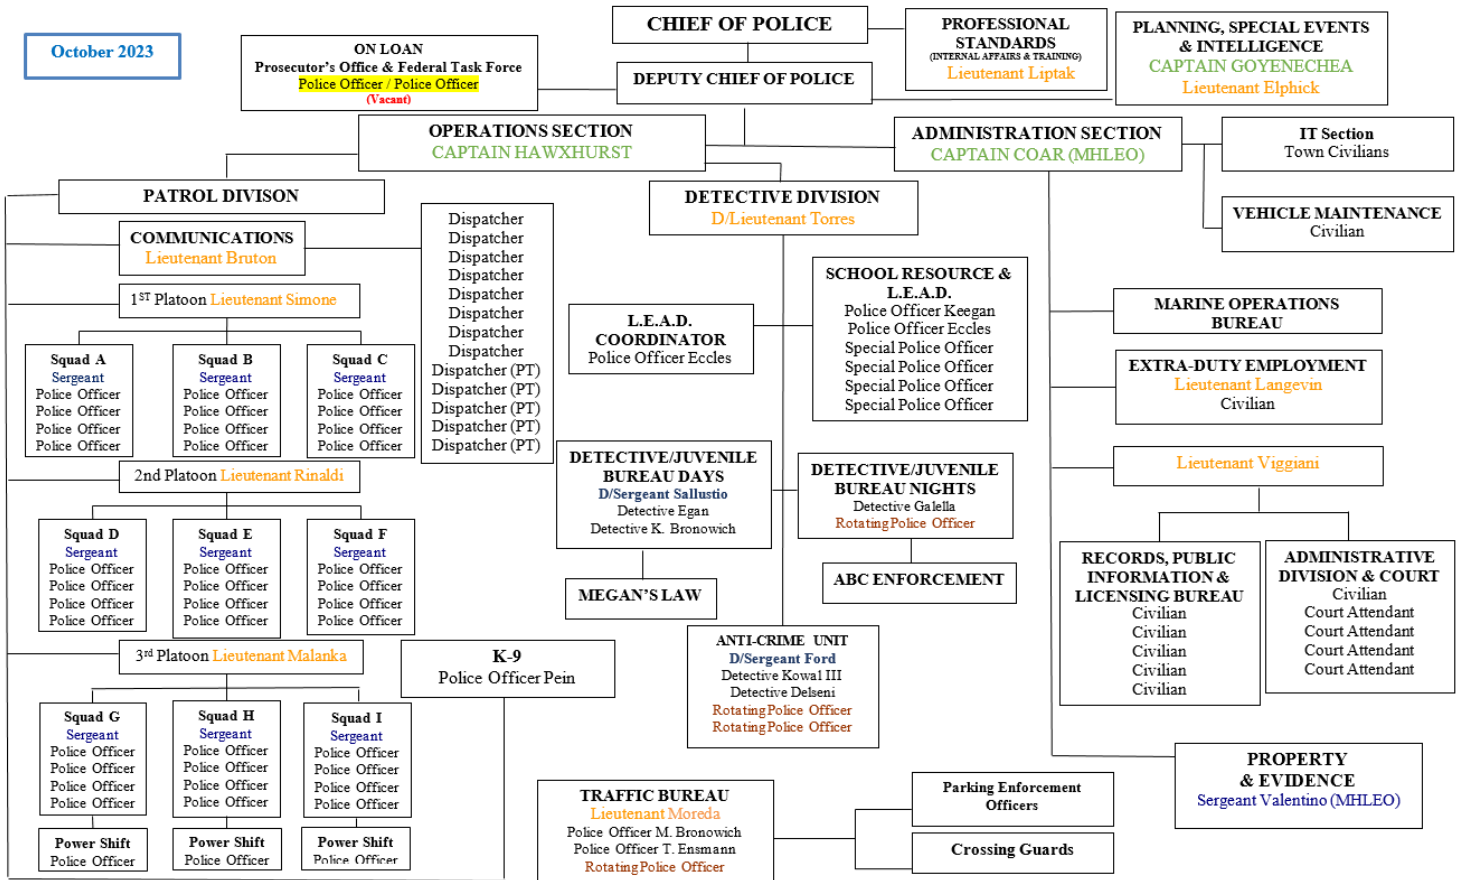 October 2023
ON LOAN
Prosecutor's Office & Federal Task Force
Police Officer / Police Officer
(Vacant)
CHIEF OF POLICE
DEPUTY CHIEF OF POLICE
PROFESSIONAL
STANDARDS
(INTERNAL AFFAIRS & TRAINING)
Lieutenant Liptak
PLANNING, SPECIAL EVENTS
& INTELLIGENCE
CAPTAIN GOYENECHEA
Lieutenant Elphick
OPERATIONS SECTION
CAPTAIN HAWXHURST
ADMINISTRATION SECTION
CAPTAIN COAR (MHLEO)
IT Section
Town Civilians
VEHICLE MAINTENANCE
Civilian
PATROL DIVISON
DETECTIVE DIVISION
D/Lieutenant Torres
COMMUNICATIONS
Lieutenant Bruton
Dispatcher
Dispatcher
Dispatcher
Dispatcher
Dispatcher
Dispatcher
Dispatcher
Dispatcher
Dispatcher (PT)
Dispatcher (PT)
Dispatcher (PT)
Dispatcher (PT)
Dispatcher (PT)
1ST Platoon Lieutenant Simone
Squad A
Sergeant
Police Officer
Police Officer
Police Officer
Police Officer
Squad B
Sergeant
Police Officer
Police Officer
Police Officer
Police Officer
Squad C
Sergeant
Police Officer
Police Officer
Police Officer
Police Officer
2nd Platoon Lieutenant Rinaldi
Squad D
Sergeant
Police Officer
Police Officer
Police Officer
Police Officer
Squad E
Sergeant
Police Officer
Police Officer
Police Officer
Police Officer
Squad F
Sergeant
Police Officer
Police Officer
Police Officer
Police Officer
3rd Platoon Lieutenant Malanka
Squad G
Sergeant
Police Officer
Police Officer
Police Officer
Police Officer
Squad H
Sergeant
Police Officer
Police Officer
Police Officer
Police Officer
Squad I
Sergeant
Police Officer
Police Officer
Police Officer
Police Officer
Power Shift
Police Officer
Power Shift
Police Officer
Power Shift
Police Officer
K-9
Police Officer Pein
L.E.A.D.
COORDINATOR
Police Officer Eccles
SCHOOL RESOURCE &
L.E.A.D.
Police Officer Keegan
Police Officer Eccles
Special Police Officer
Special Police Officer
Special Police Officer
Special Police Officer
DETECTIVE/JUVENILE
BUREAU DAYS
D/Sergeant Sallustio
Detective Egan
Detective K. Bronowich
MEGAN'S LAW
DETECTIVE/JUVENILE
BUREAU NIGHTS
Detective Galella
Rotating Police Officer
ABC ENFORCEMENT
ANTI-CRIME UNIT
D/Sergeant Ford
Detective Kowal III
Detective Delseni
Rotating Police Officer
Rotating Police Officer
TRAFFIC BUREAU
Lieutenant Moreda
Police Officer M. Bronowich
Police Officer T. Ensmann
Rotating Police Officer
Parking Enforcement
Officers
Crossing Guards
MARINE OPERATIONS
BUREAU
EXTRA-DUTY EMPLOYMENT
Lieutenant Langevin
Civilian
Lieutenant Viggiani
RECORDS, PUBLIC
INFORMATION &
LICENSING BUREAU
Civilian
Civilian
Civilian
Civilian
Civilian
ADMINISTRATIVE
DIVISION & COURT
Civilian
Court Attendant
Court Attendant
Court Attendant
Court Attendant
PROPERTY
& EVIDENCE
Sergeant Valentino (MHLEO)